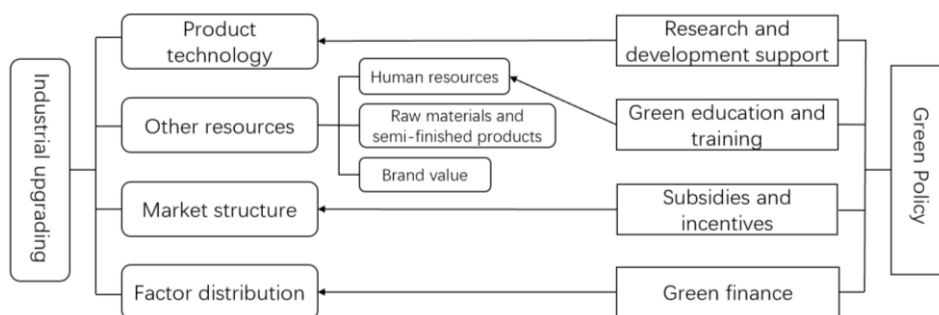 Industrial upgrading
Product
technology
Other resources
Market structure
Factor distribution
Human resources
Raw materials and
semi-finished products
Brand value
Research and
development support
Green education and
training
Subsidies and
incentives
Green finance
Green Policy